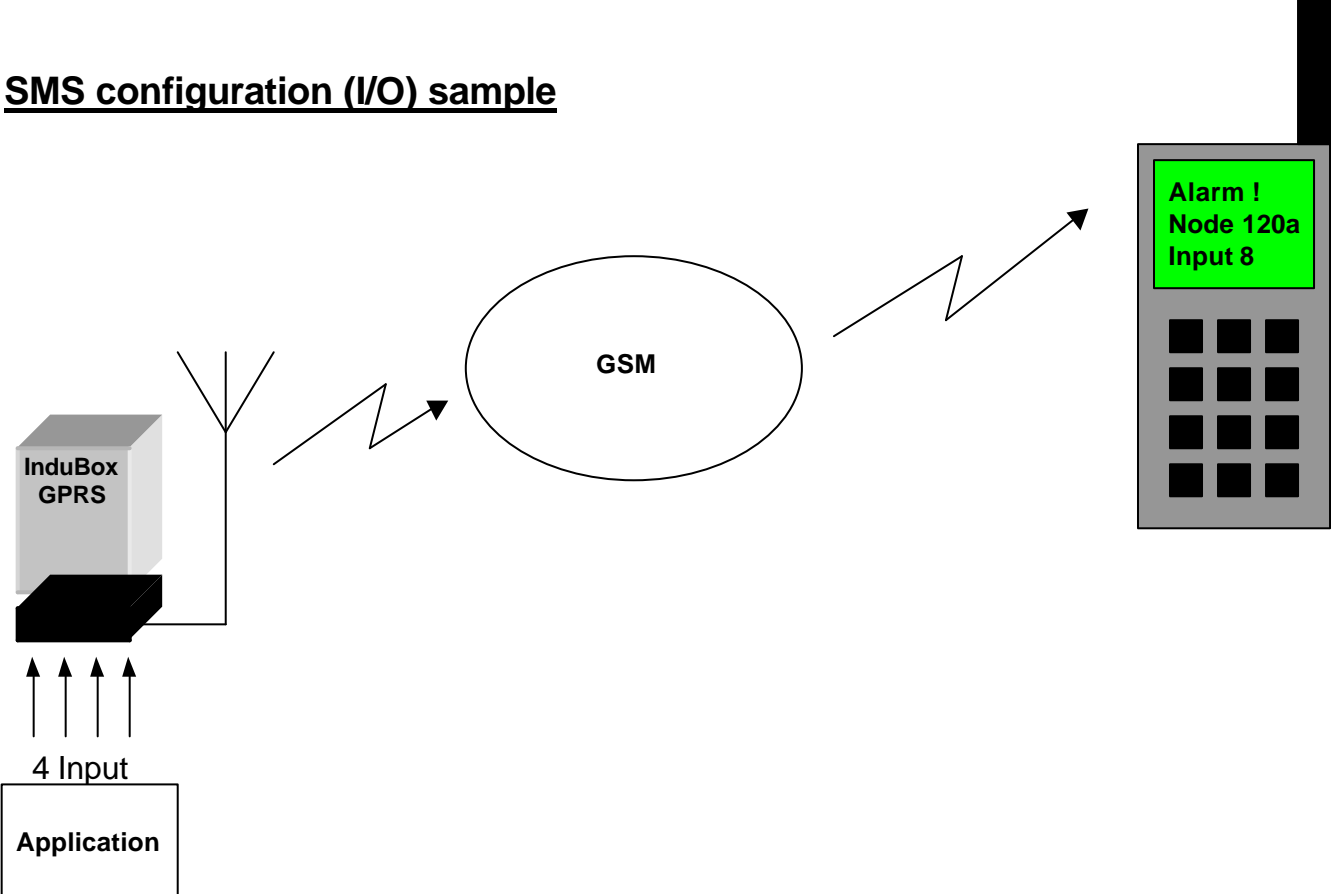 SMS configuration (I/O) sample
Alarm !
Node 120a
Input 8
GSM
InduBox
GPRS
4 Input
Application